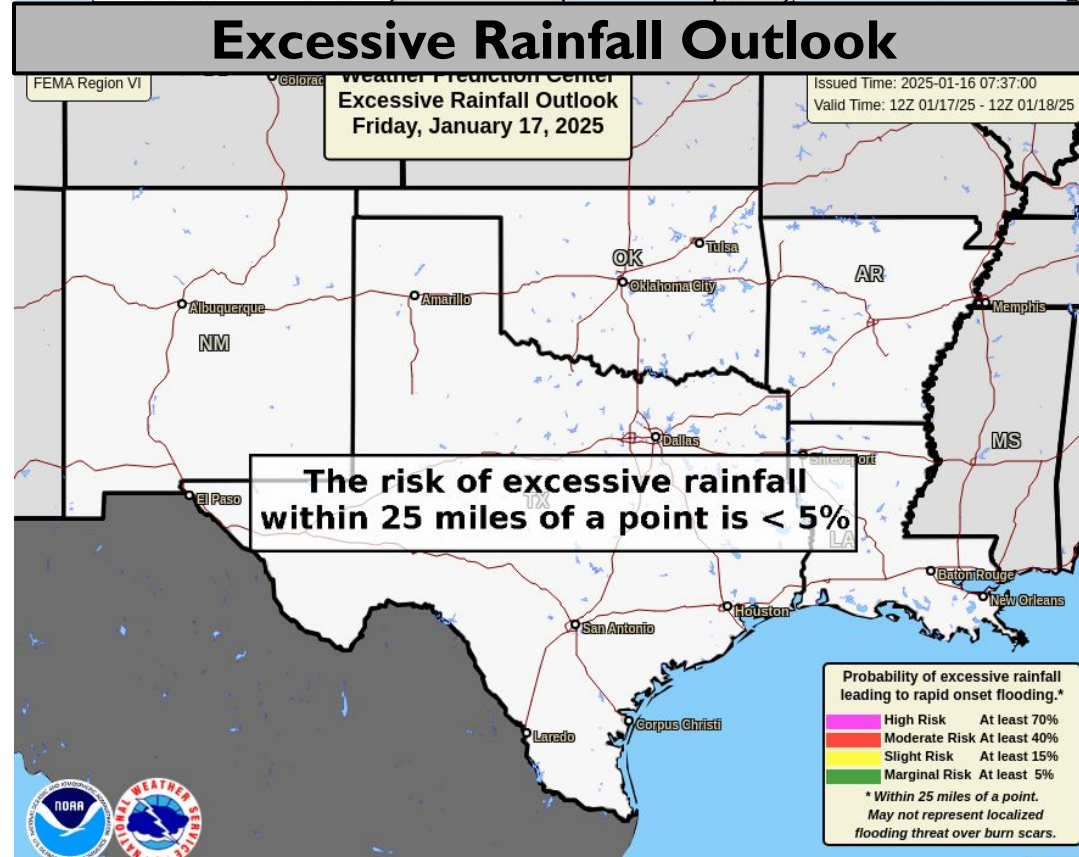 Excessive Rainfall Outlook
FEMA Region VI
Weather Prediction Center
Excessive Rainfall Outlook
Friday, January 17, 2025
Issued Time: 2025-01-16 07:37:00
Valid Time: 12Z 01/17/25 - 12Z 01/18/25
Tulsa
OK
Oklahoma City
AR
Amarillo
Albuquerque
Memphis
NM
Dallas
MS
Shreveport
The risk of excessive rainfall
within 25 miles of a point is < 5%
El Paso
TX
LA
Baton Rouge
New Orleans
Houston
San Antonio
Corpus Christi
Laredo
Probability of excessive rainfall
leading to rapid onset flooding.*
High Risk At least 70%
Moderate Risk At least 40%
Slight Risk At least 15%
Marginal Risk At least 5%
* Within 25 miles of a point.
May not represent localized
flooding threat over burn scars.
NOAA
NATIONAL WEATHER SERVICE